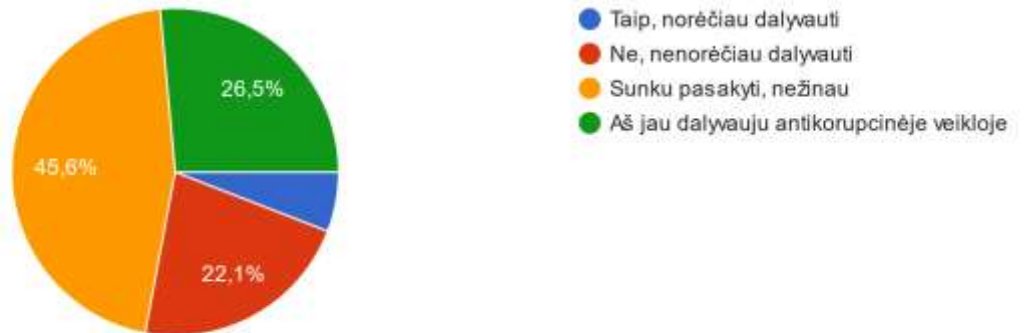 26,5%
45,6%
22,1%
Taip, norėčiau dalyvauti
Ne, nenorėčiau dalyvauti
Sunku pasakyti, nežinau
Aš jau dalyvauju antikorupcinėje veikloje